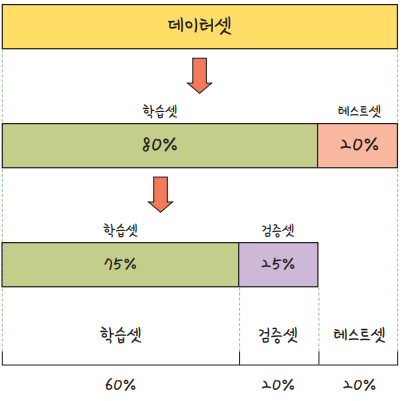 데이터셋
학습셋 테스트셋
80% 20%
학습셋 검증셋
75% 25%
학습셋 검증셋 테스트셋
60% 20% 20%